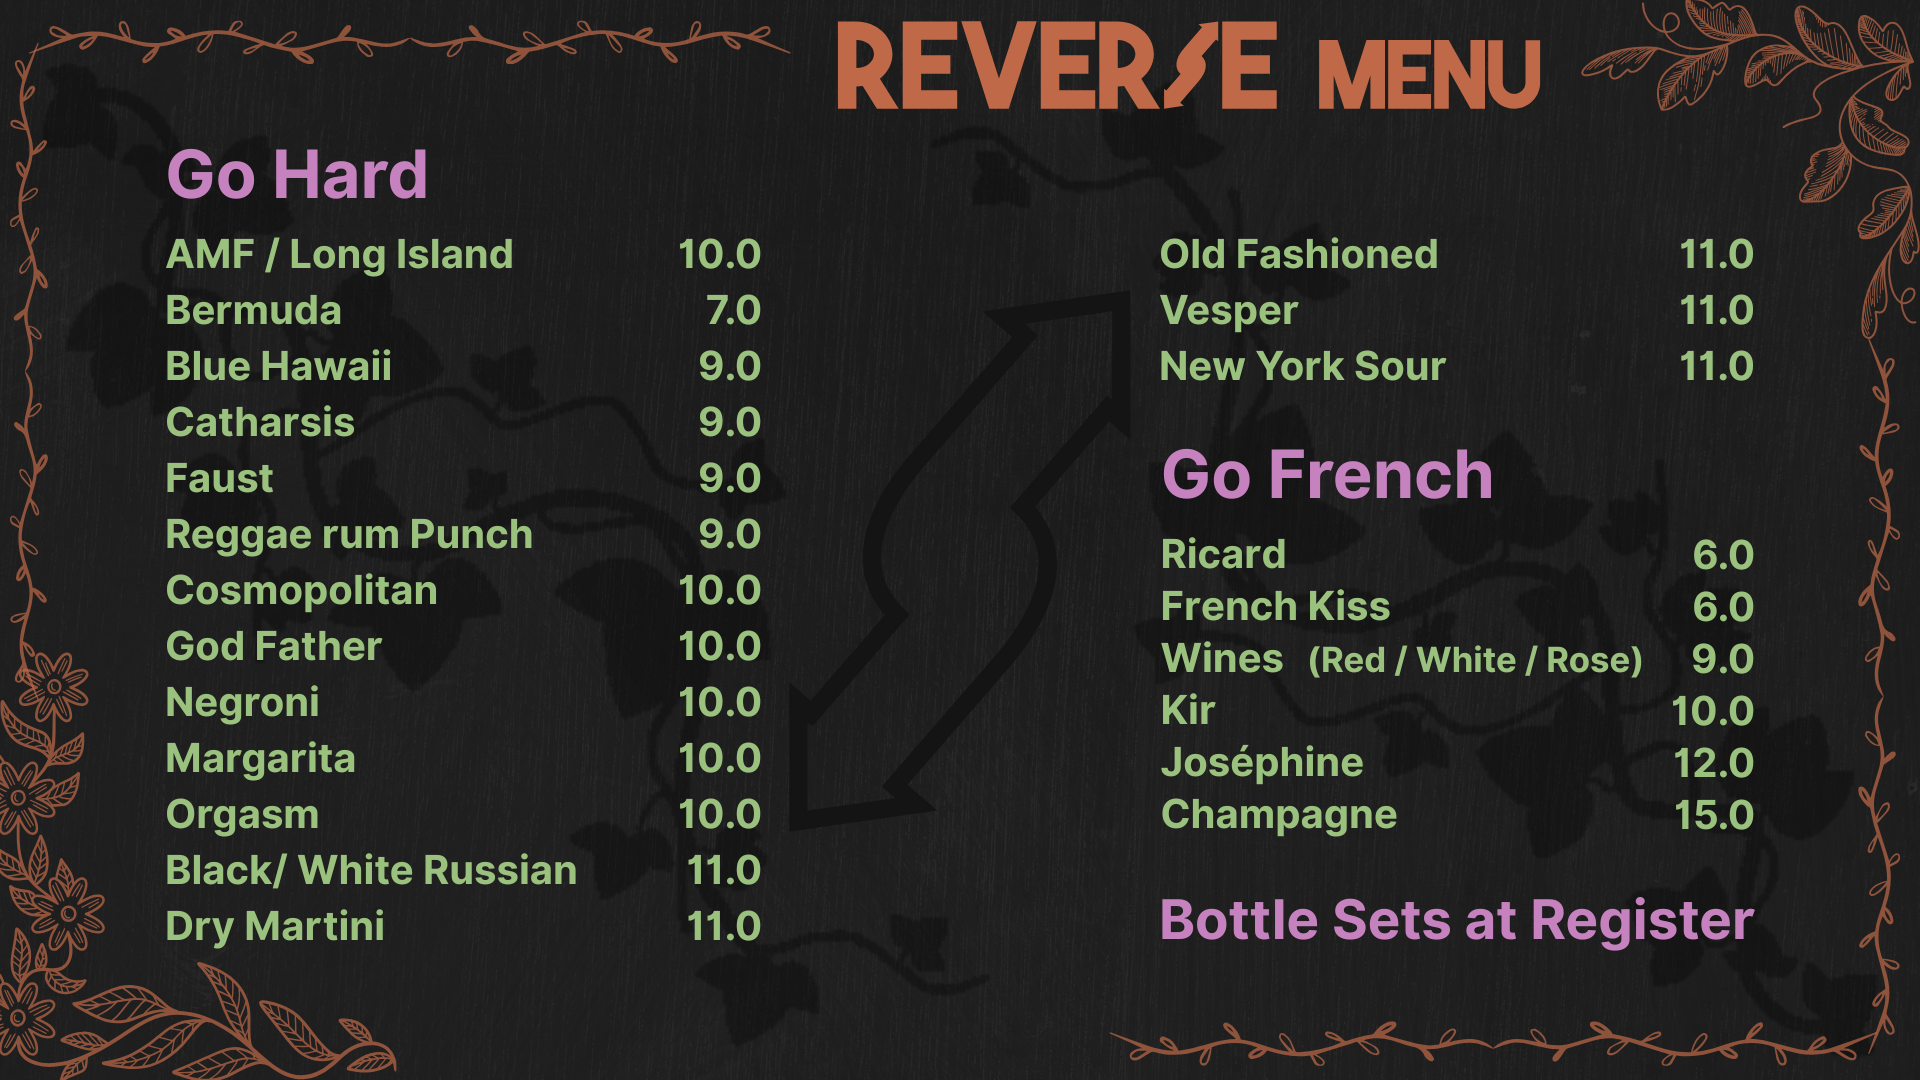 REVERSE MENU
Go Hard
AMF / Long Island 10.0
Bermuda 7.0
Blue Hawaii 9.0
Catharsis 9.0
Faust 9.0
Reggae rum Punch 9.0
Cosmopolitan 10.0
God Father 10.0
Negroni 10.0
Margarita 10.0
Orgasm 10.0
Black/ White Russian 11.0
Dry Martini 11.0
Old Fashioned 11.0
Vesper 11.0
New York Sour 11.0
Go French
Ricard 6.0
French Kiss 6.0
Wines (Red / White / Rose) 9.0
Kir 10.0
Joséphine 12.0
Champagne 15.0
Bottle Sets at Register